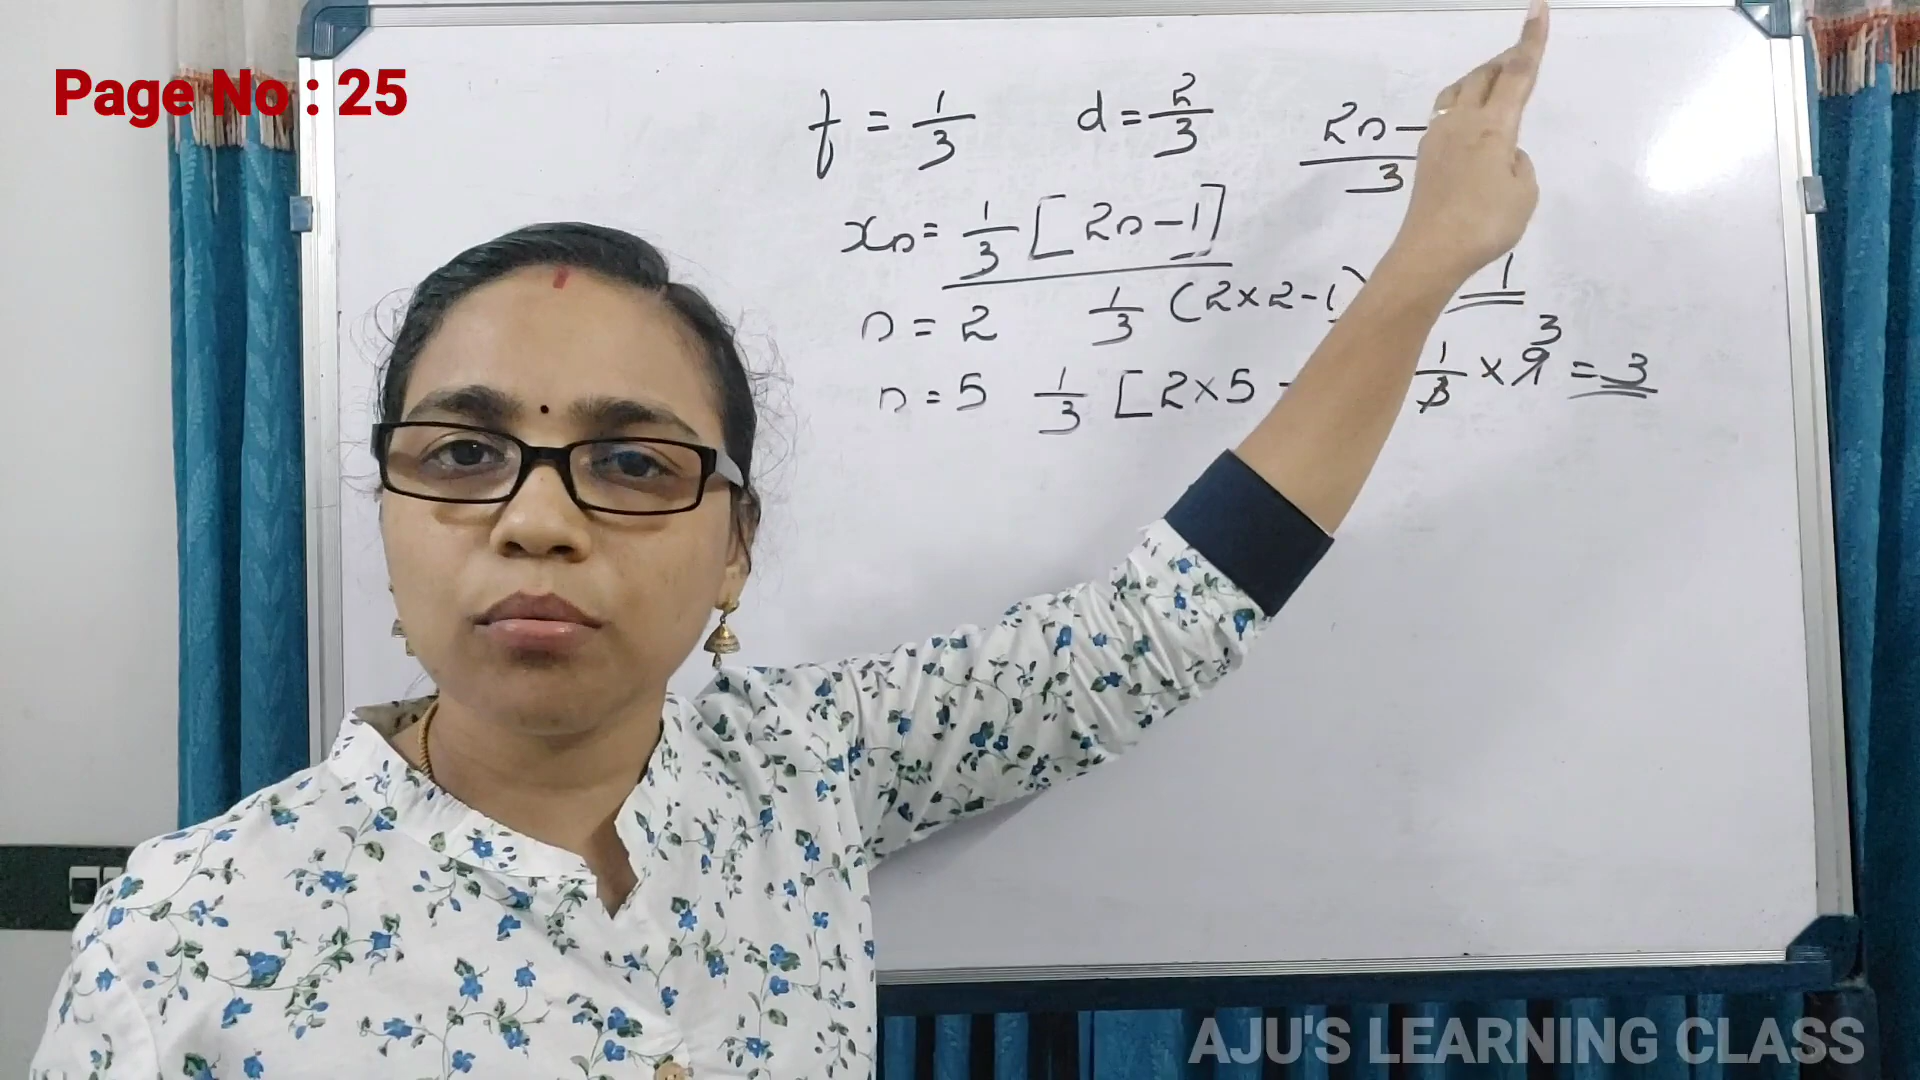 Page No : 25
f = 1/3 d = 2/3 2n - / 3
xn = 1/3 [2n - 1]
n = 2 1/3 (2 × 2 - 1) 1
n = 5 1/3 [2 × 5 - 1/3 × 9 3 = 3
AJU'S LEARNING CLASS